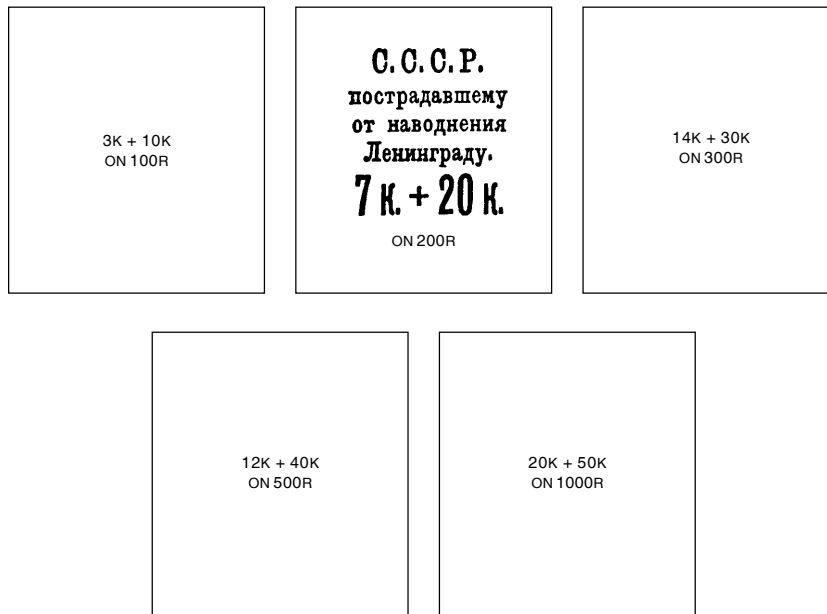 3K + 10K
ON 100R
С.С.С.Р.
пострадавшему
от наводнения
Ленинграду.
7 к. + 20 к.
ON 200R
14K + 30K
ON 300R
12K + 40K
ON 500R
20K + 50K
ON 1000R